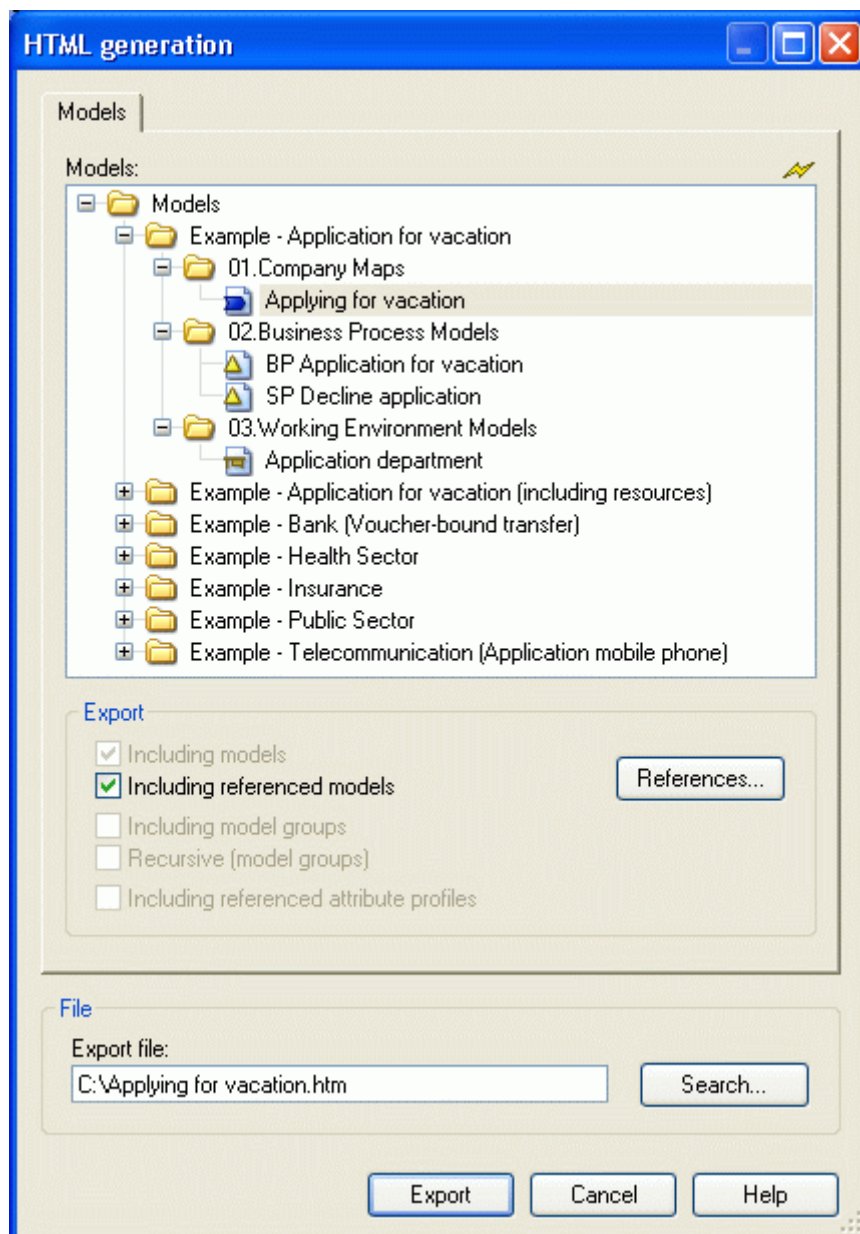 HTML generation
Models
Models:
Models
Example - Application for vacation
01.Company Maps
Applying for vacation
02.Business Process Models
BP Application for vacation
SP Decline application
03.Working Environment Models
Application department
Example - Application for vacation (including resources)
Example - Bank (Voucher-bound transfer)
Example - Health Sector
Example - Insurance
Example - Public Sector
Example - Telecommunication (Application mobile phone)
Export
Including models
Including referenced models
References...
Including model groups
Recursive (model groups)
Including referenced attribute profiles
File
Export file:
C:\Applying for vacation.htm
Search...
Export
Cancel
Help